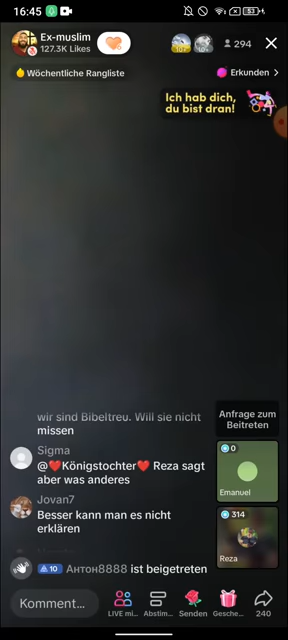 16:45
53
Ex-muslim
127.3K Likes
294
Wöchentliche Rangliste
Erkunden >
Ich hab dich,
du bist dran!
wir sind Bibeltreu. Will sie nicht
missen
Sigma
@❤️Königstochter❤️ Reza sagt
aber was anderes
Jovan7
Besser kann man es nicht
erklären
10 Антон8888 ist beigetreten
Anfrage zum
Beitreten
0
Emanuel
314
Reza
Komment...
LIVE mi...
Abstim...
Senden
Gesche...
240